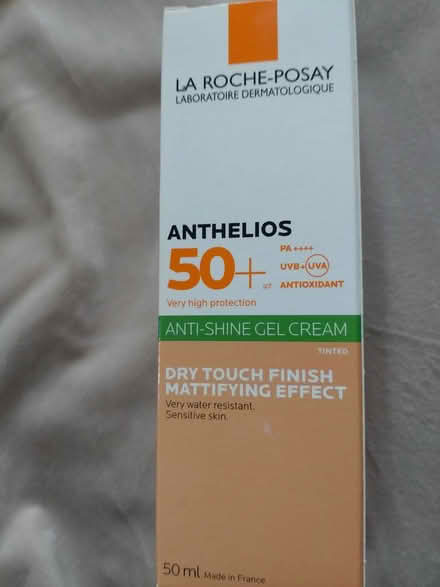 LA ROCHE-POSAY
LABORATOIRE DERMATOLOGIQUE
ANTHELIOS
50+
PA++++
UVB+UVA
ANTIOXIDANT
Very high protection
ANTI-SHINE GEL CREAM
TINTED
DRY TOUCH FINISH
MATTIFYING EFFECT
Very water resistant.
Sensitive skin.
50 ml Made in France